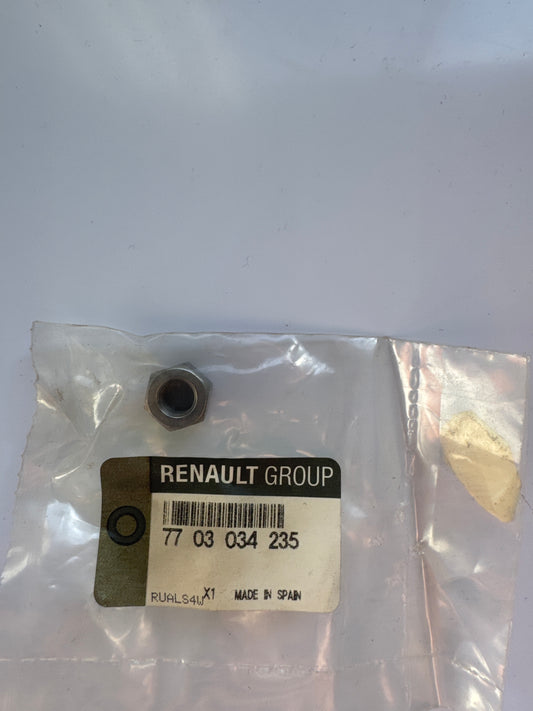 RENAULT GROUP
77 03 034 235
RUALS4W X1 MADE IN SPAIN